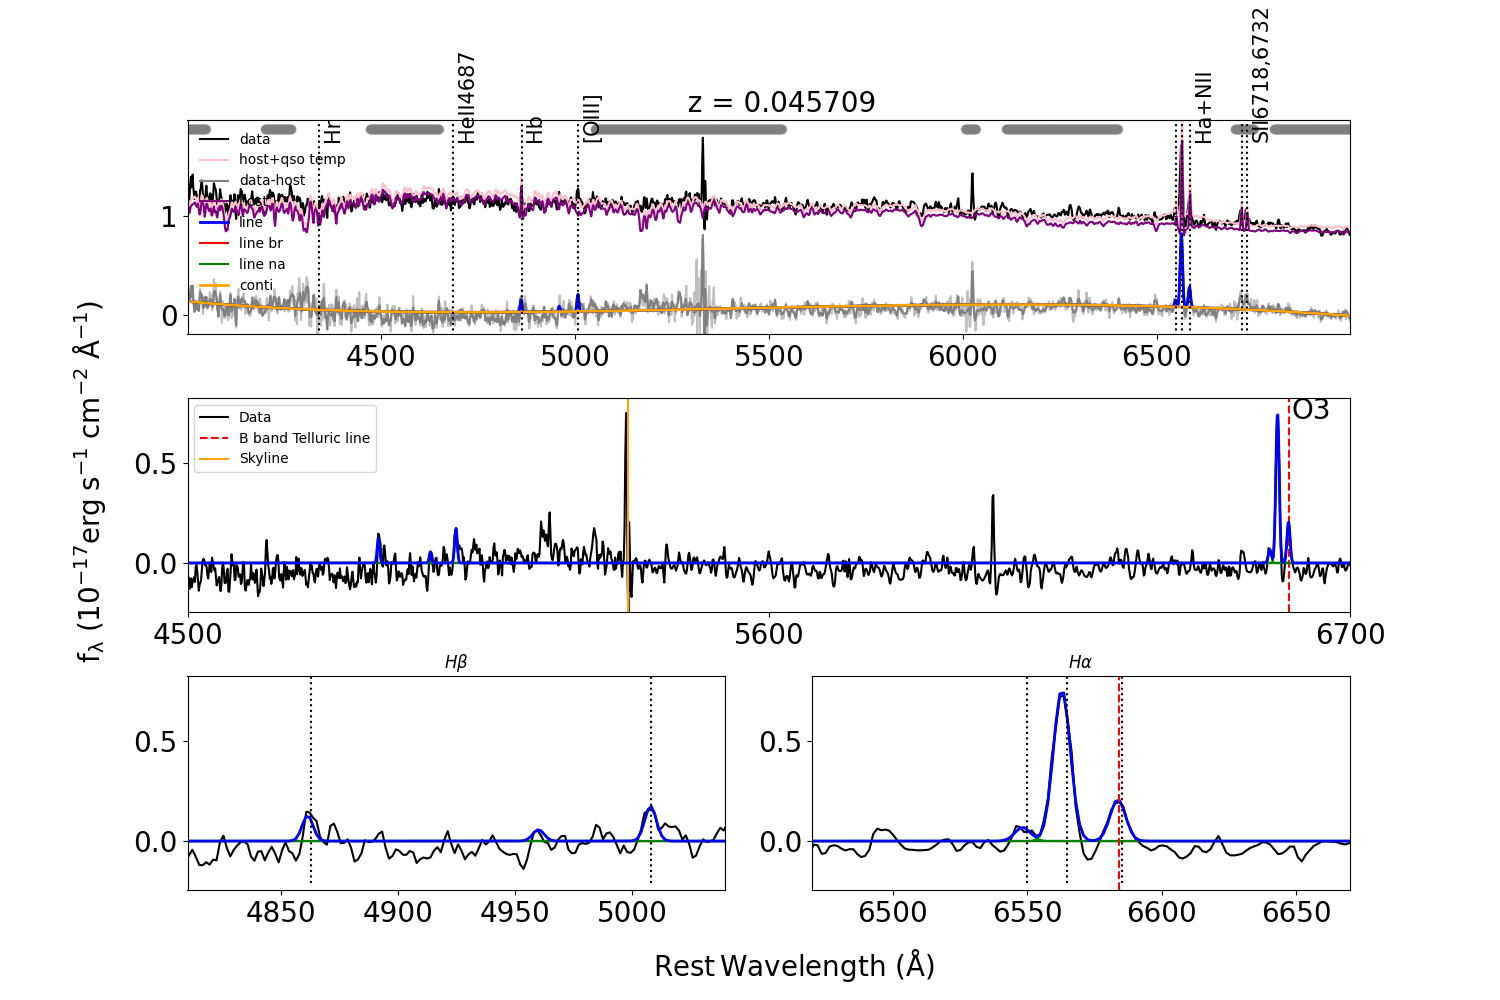 z = 0.045709
Hr
HeII4687
Hb
[OIII]
Ha+NII
SII6718,6732
data
host+qso temp
data-host
line
line br
line na
conti
1
0
4500 5000 5500 6000 6500
Data
B band Telluric line
Skyline
O3
0.5
0.0
4500 5600 6700
fλ (10−17erg s−1 cm−2 Å−1)
Hβ
0.5
0.0
4850 4900 4950 5000
Hα
0.5
0.0
6500 6550 6600 6650
Rest Wavelength (Å)